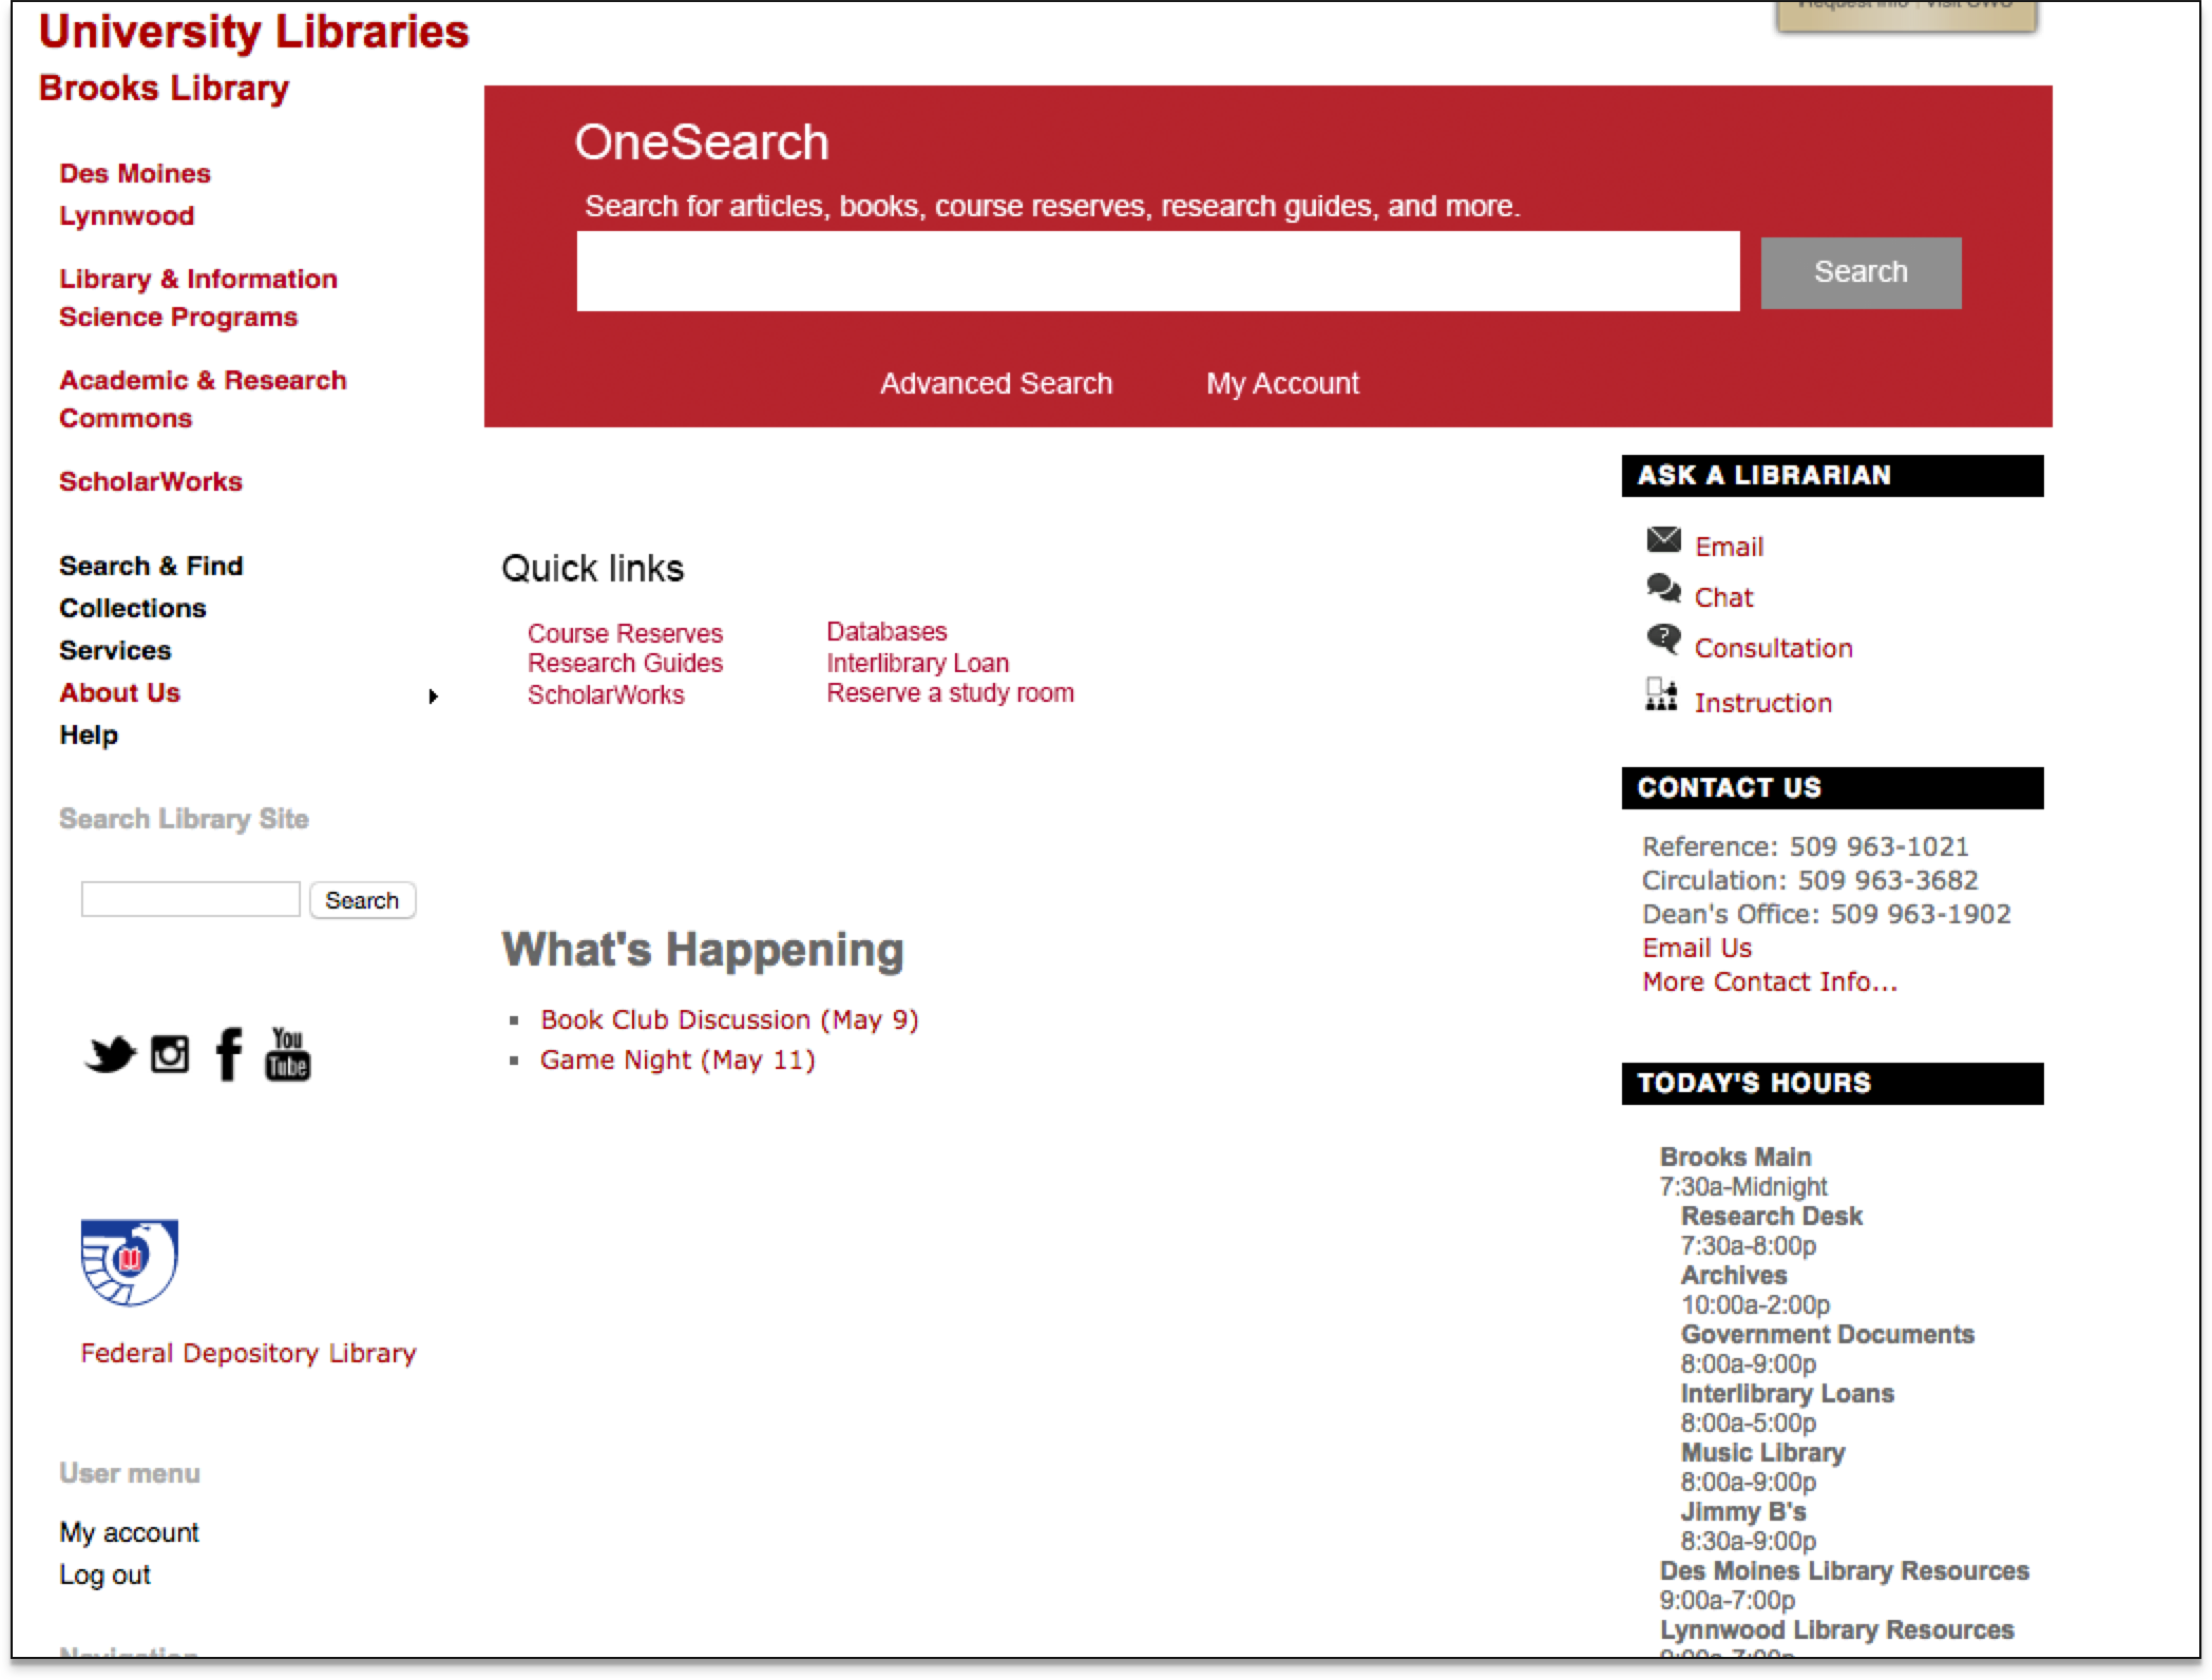 University Libraries
Brooks Library
Des Moines
Lynnwood
Library & Information
Science Programs
Academic & Research
Commons
ScholarWorks
Search & Find
Collections
Services
About Us
Help
Search Library Site
Search
You
Tube
Federal Depository Library
User menu
My account
Log out
Navigation
Request Info | Visit CWU
OneSearch
Search for articles, books, course reserves, research guides, and more.
Search
Advanced Search
My Account
Quick links
Course Reserves
Research Guides
ScholarWorks
Databases
Interlibrary Loan
Reserve a study room
What's Happening
Book Club Discussion (May 9)
Game Night (May 11)
ASK A LIBRARIAN
Email
Chat
Consultation
Instruction
CONTACT US
Reference: 509 963-1021
Circulation: 509 963-3682
Dean's Office: 509 963-1902
Email Us
More Contact Info...
TODAY'S HOURS
Brooks Main
7:30a-Midnight
Research Desk
7:30a-8:00p
Archives
10:00a-2:00p
Government Documents
8:00a-9:00p
Interlibrary Loans
8:00a-5:00p
Music Library
8:00a-9:00p
Jimmy B's
8:30a-9:00p
Des Moines Library Resources
9:00a-7:00p
Lynnwood Library Resources